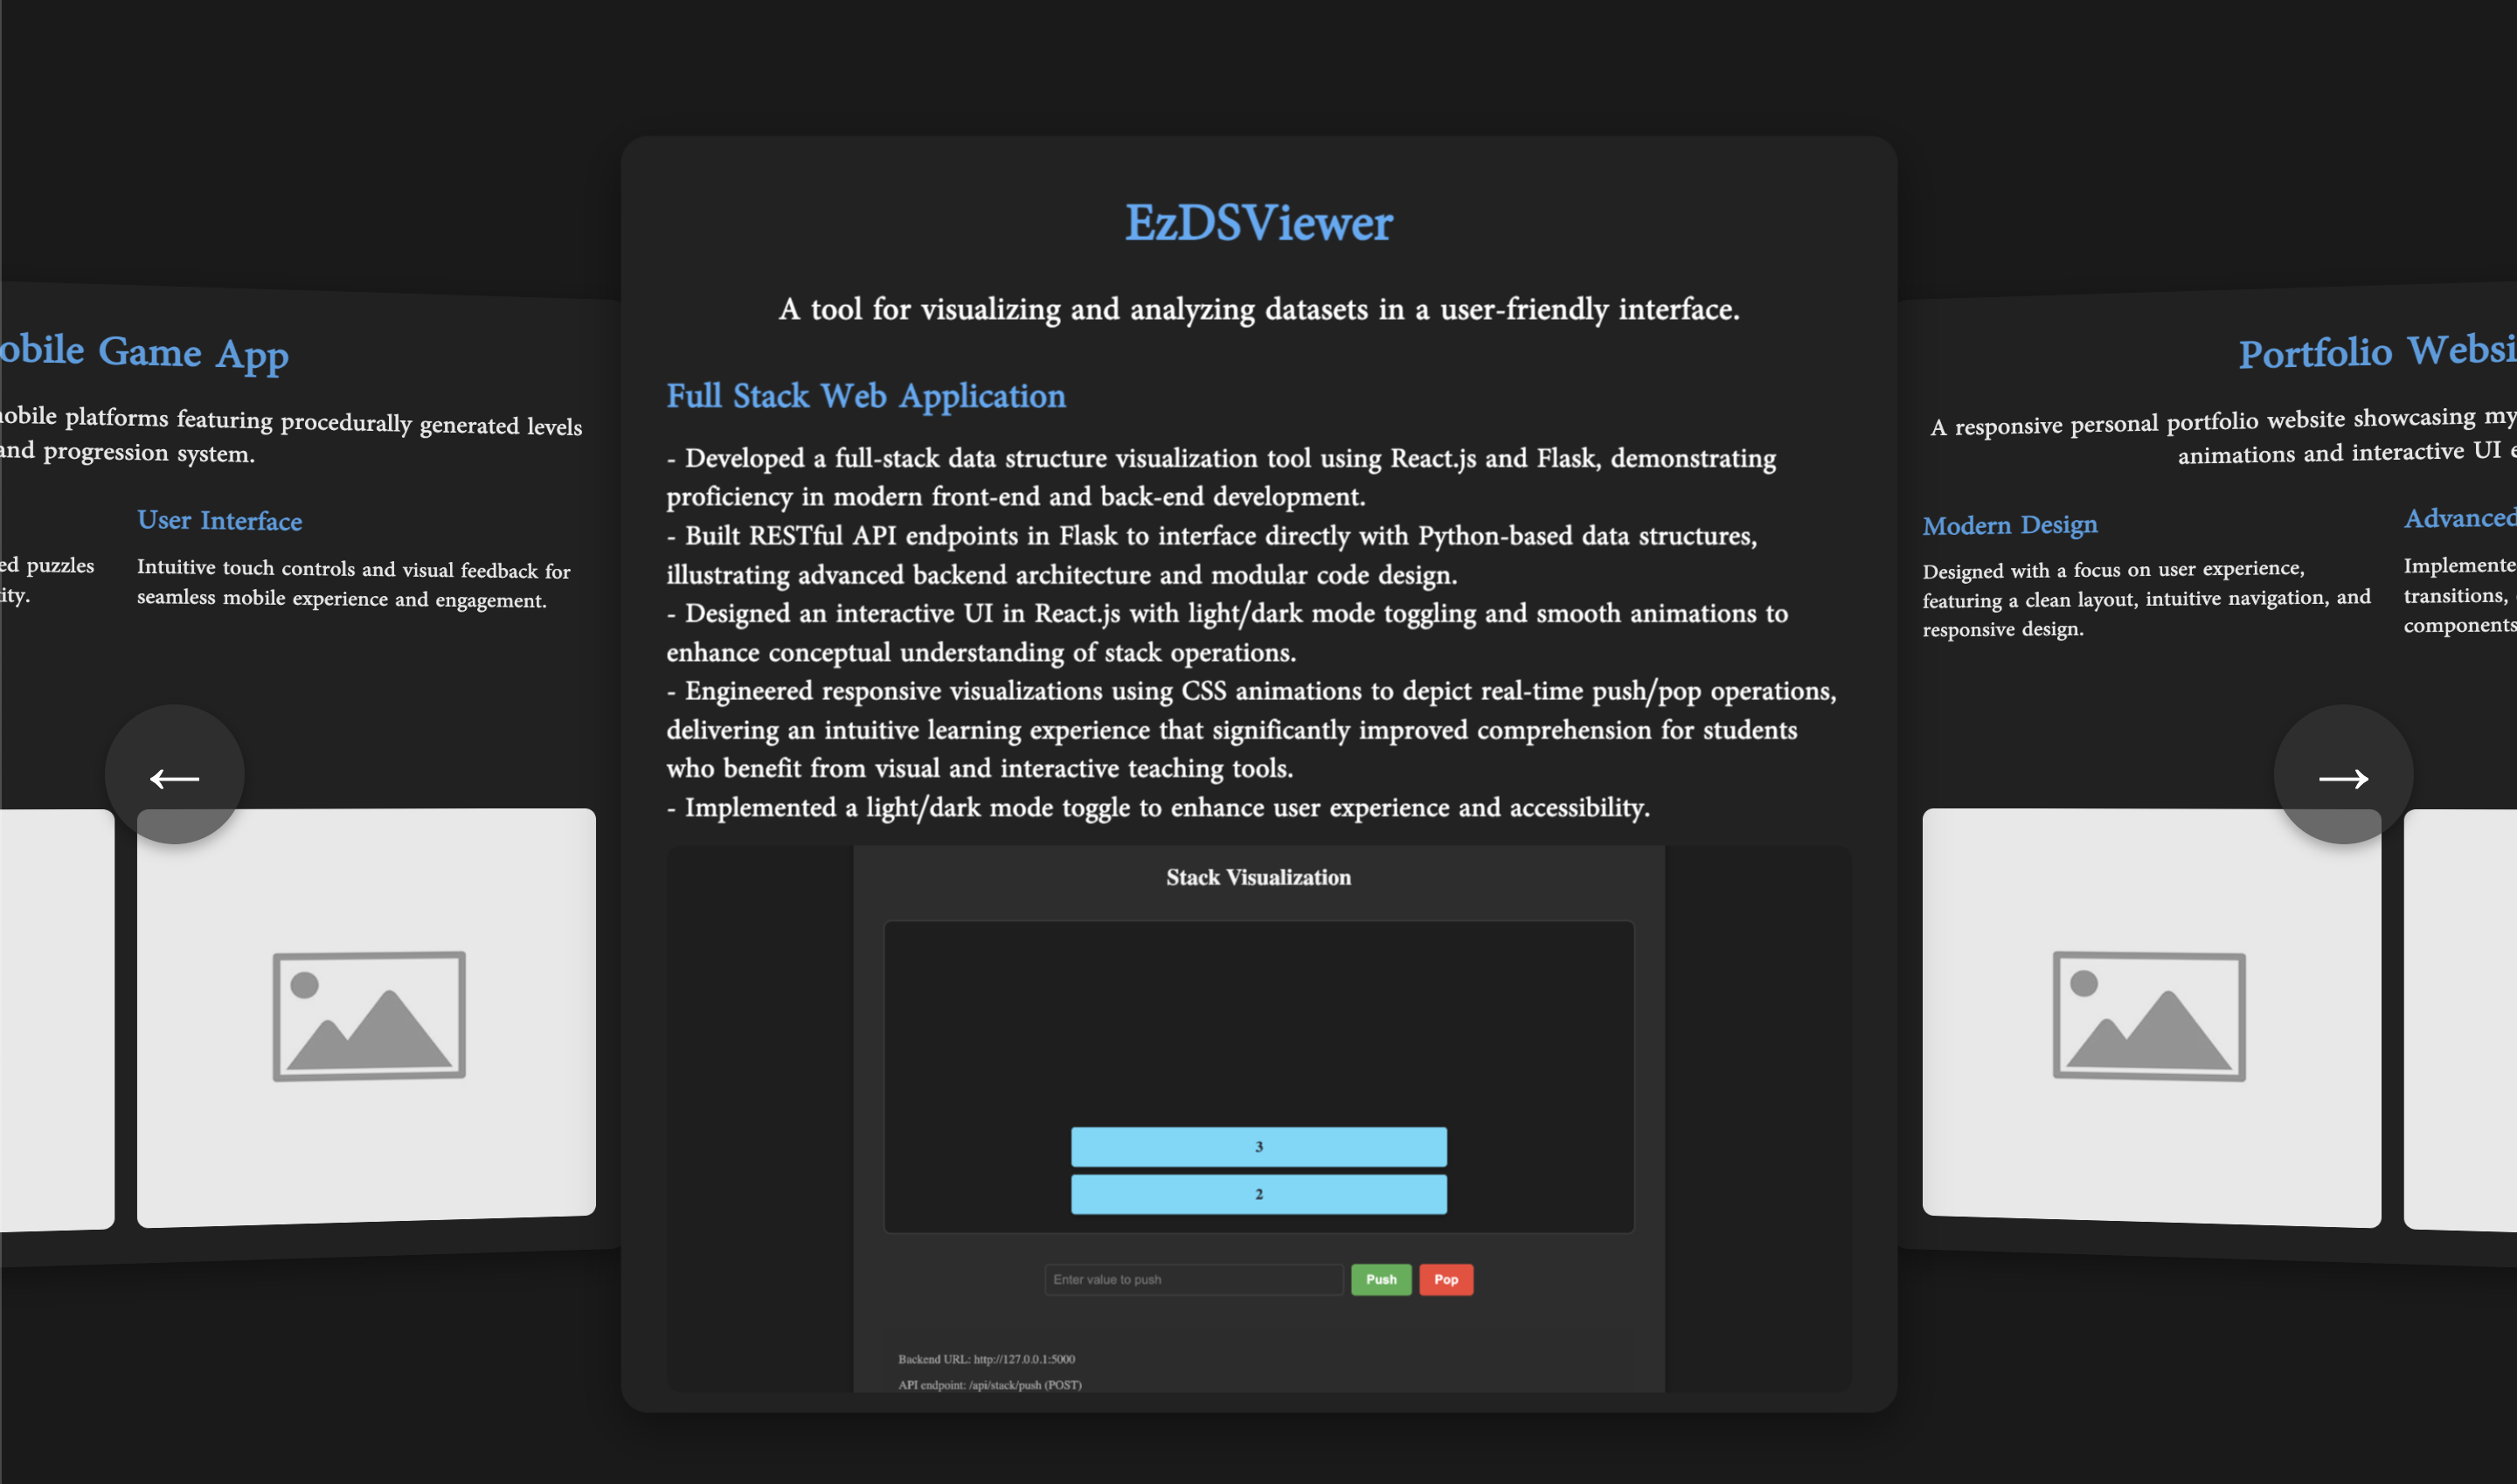 EzDSViewer
A tool for visualizing and analyzing datasets in a user-friendly interface.
Full Stack Web Application
- Developed a full-stack data structure visualization tool using React.js and Flask, demonstrating
proficiency in modern front-end and back-end development.
- Built RESTful API endpoints in Flask to interface directly with Python-based data structures,
illustrating advanced backend architecture and modular code design.
- Designed an interactive UI in React.js with light/dark mode toggling and smooth animations to
enhance conceptual understanding of stack operations.
- Engineered responsive visualizations using CSS animations to depict real-time push/pop operations,
delivering an intuitive learning experience that significantly improved comprehension for students
who benefit from visual and interactive teaching tools.
- Implemented a light/dark mode toggle to enhance user experience and accessibility.
Stack Visualization
3
2
Enter value to push
Push
Pop
Backend URL: http://127.0.0.1:5000
API endpoint: /api/stack/push (POST)
obile Game App
obile platforms featuring procedurally generated levels
and progression system.
ed puzzles
ity.
User Interface
Intuitive touch controls and visual feedback for
seamless mobile experience and engagement.
←
Portfolio Websi
A responsive personal portfolio website showcasing my
animations and interactive UI e
Modern Design
Designed with a focus on user experience,
featuring a clean layout, intuitive navigation, and
responsive design.
Advanced
Implemente
transitions,
components
→